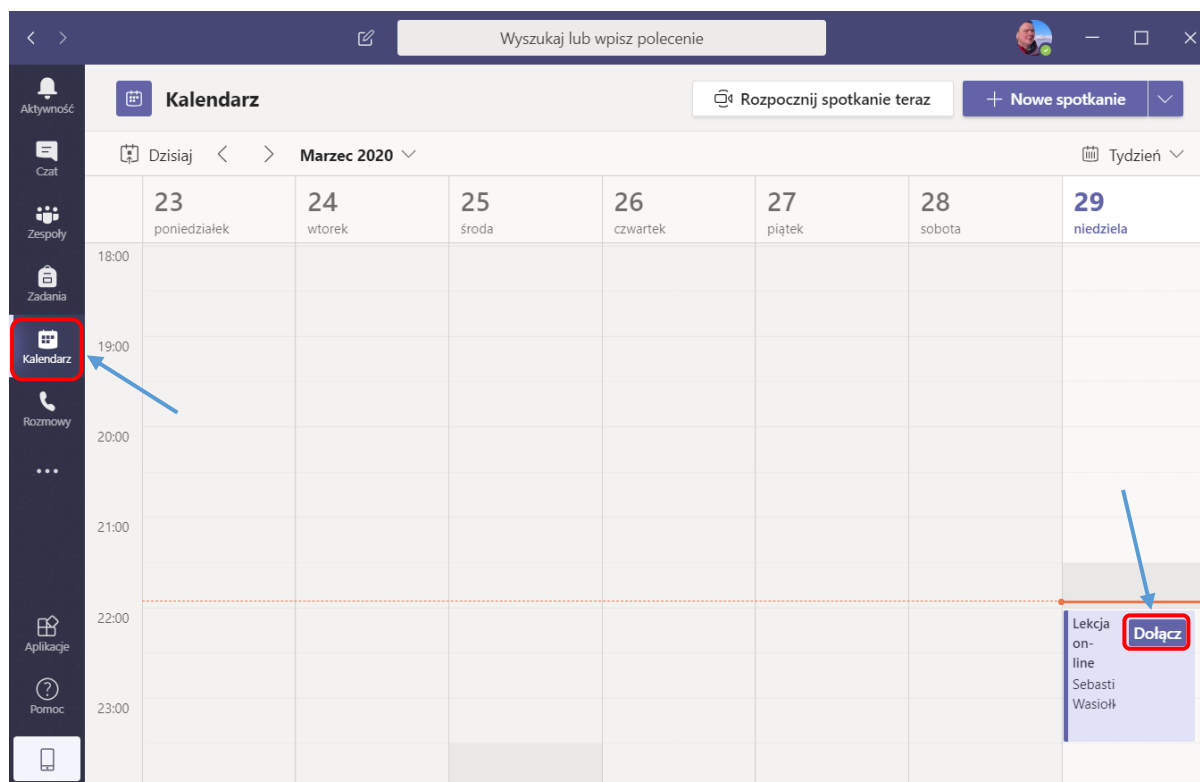 Wyszukaj lub wpisz polecenie
Aktywność
Czat
Zespoły
Zadania
Kalendarz
Rozmowy
Aplikacje
Pomoc
Kalendarz
Rozpocznij spotkanie teraz
+ Nowe spotkanie
Dzisiaj
Marzec 2020
Tydzień
23
poniedziałek
24
wtorek
25
środa
26
czwartek
27
piątek
28
sobota
29
niedziela
18:00
19:00
20:00
21:00
22:00
23:00
Lekcja
on-
line
Sebasti
Dołącz